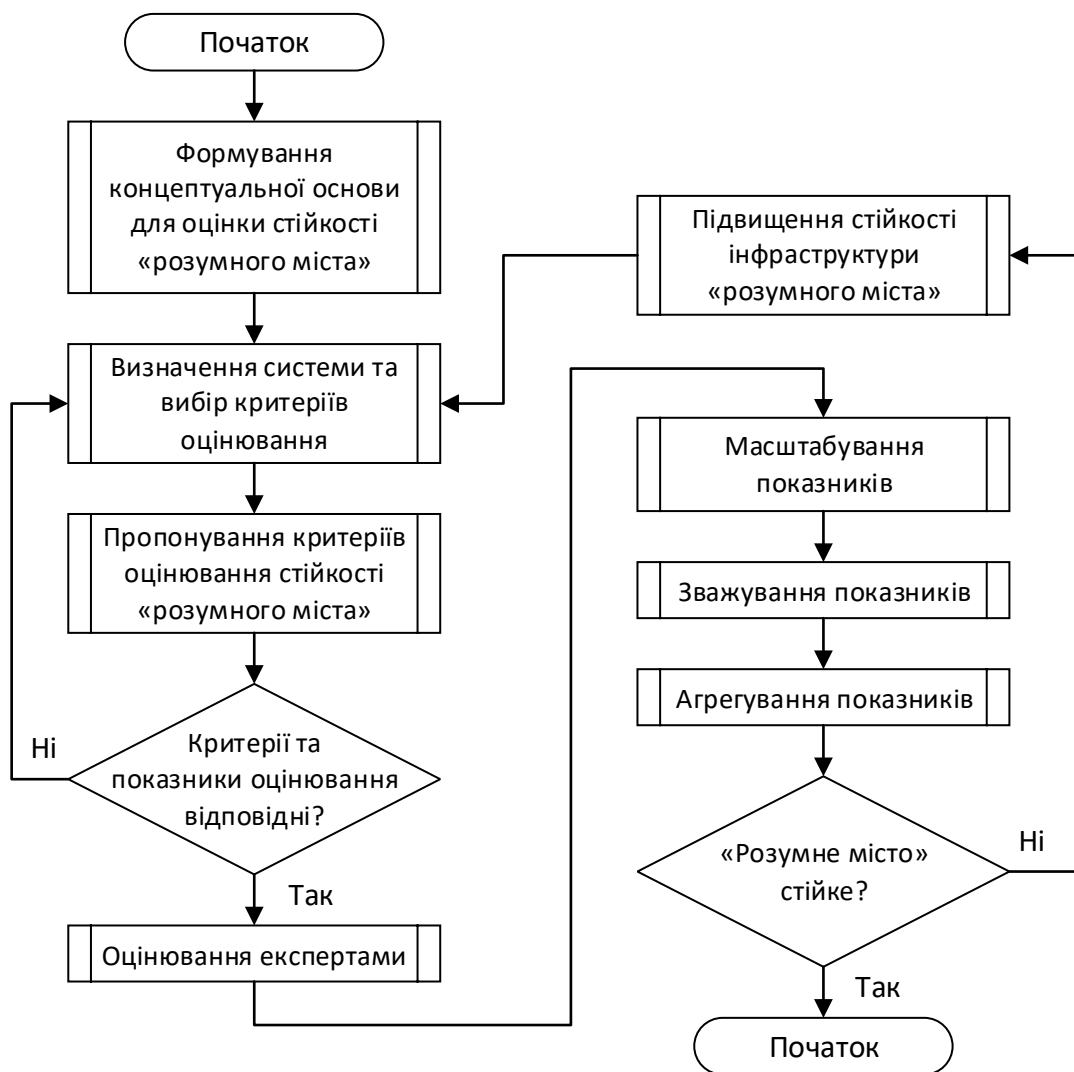 Початок
Формування
концептуальної основи
для оцінки стійкості
«розумного міста»
Визначення системи та
вибір критеріїв
оцінювання
Пропонування критеріїв
оцінювання стійкості
«розумного міста»
Критерії та
показники оцінювання
відповідні?
Ні
Так
Оцінювання експертами
Підвищення стійкості
інфраструктури
«розумного міста»
Масштабування
показників
Зважування показників
Агрегування показників
«Розумне місто»
стійке?
Ні
Так
Початок